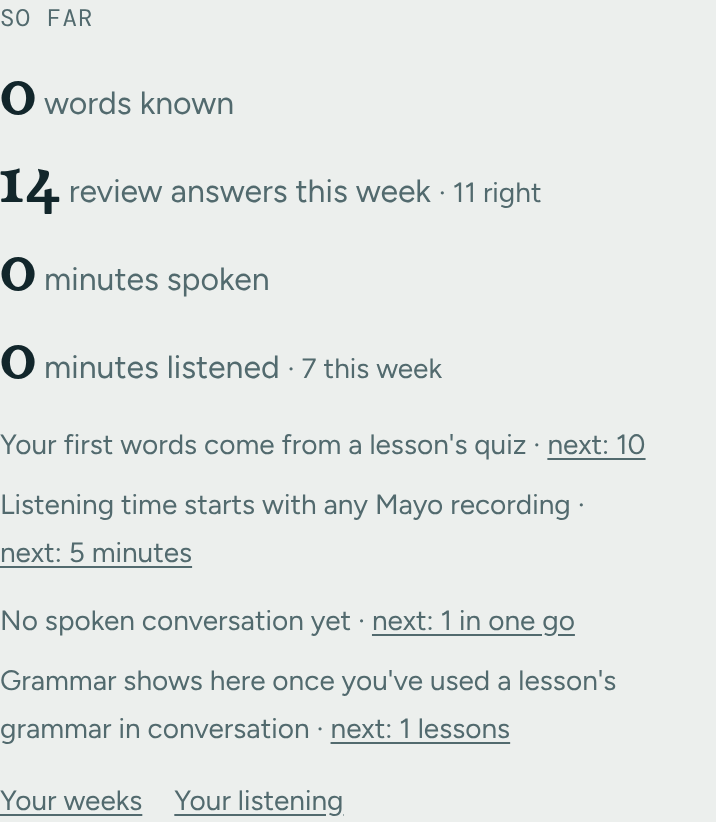 SO FAR
0 words known
14 review answers this week · 11 right
0 minutes spoken
0 minutes listened · 7 this week
Your first words come from a lesson's quiz · next: 10
Listening time starts with any Mayo recording ·
next: 5 minutes
No spoken conversation yet · next: 1 in one go
Grammar shows here once you've used a lesson's
grammar in conversation · next: 1 lessons
Your weeks Your listening